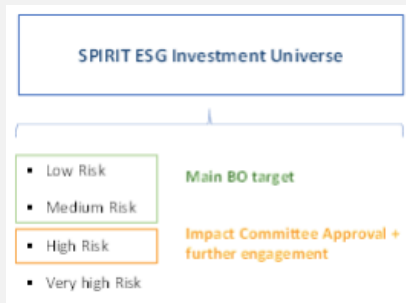 SPIRIT ESG Investment Universe
▪ Low Risk
Main BO target
▪ Medium Risk
▪ High Risk
Impact Committee Approval +
further engagement
▪ Very high Risk